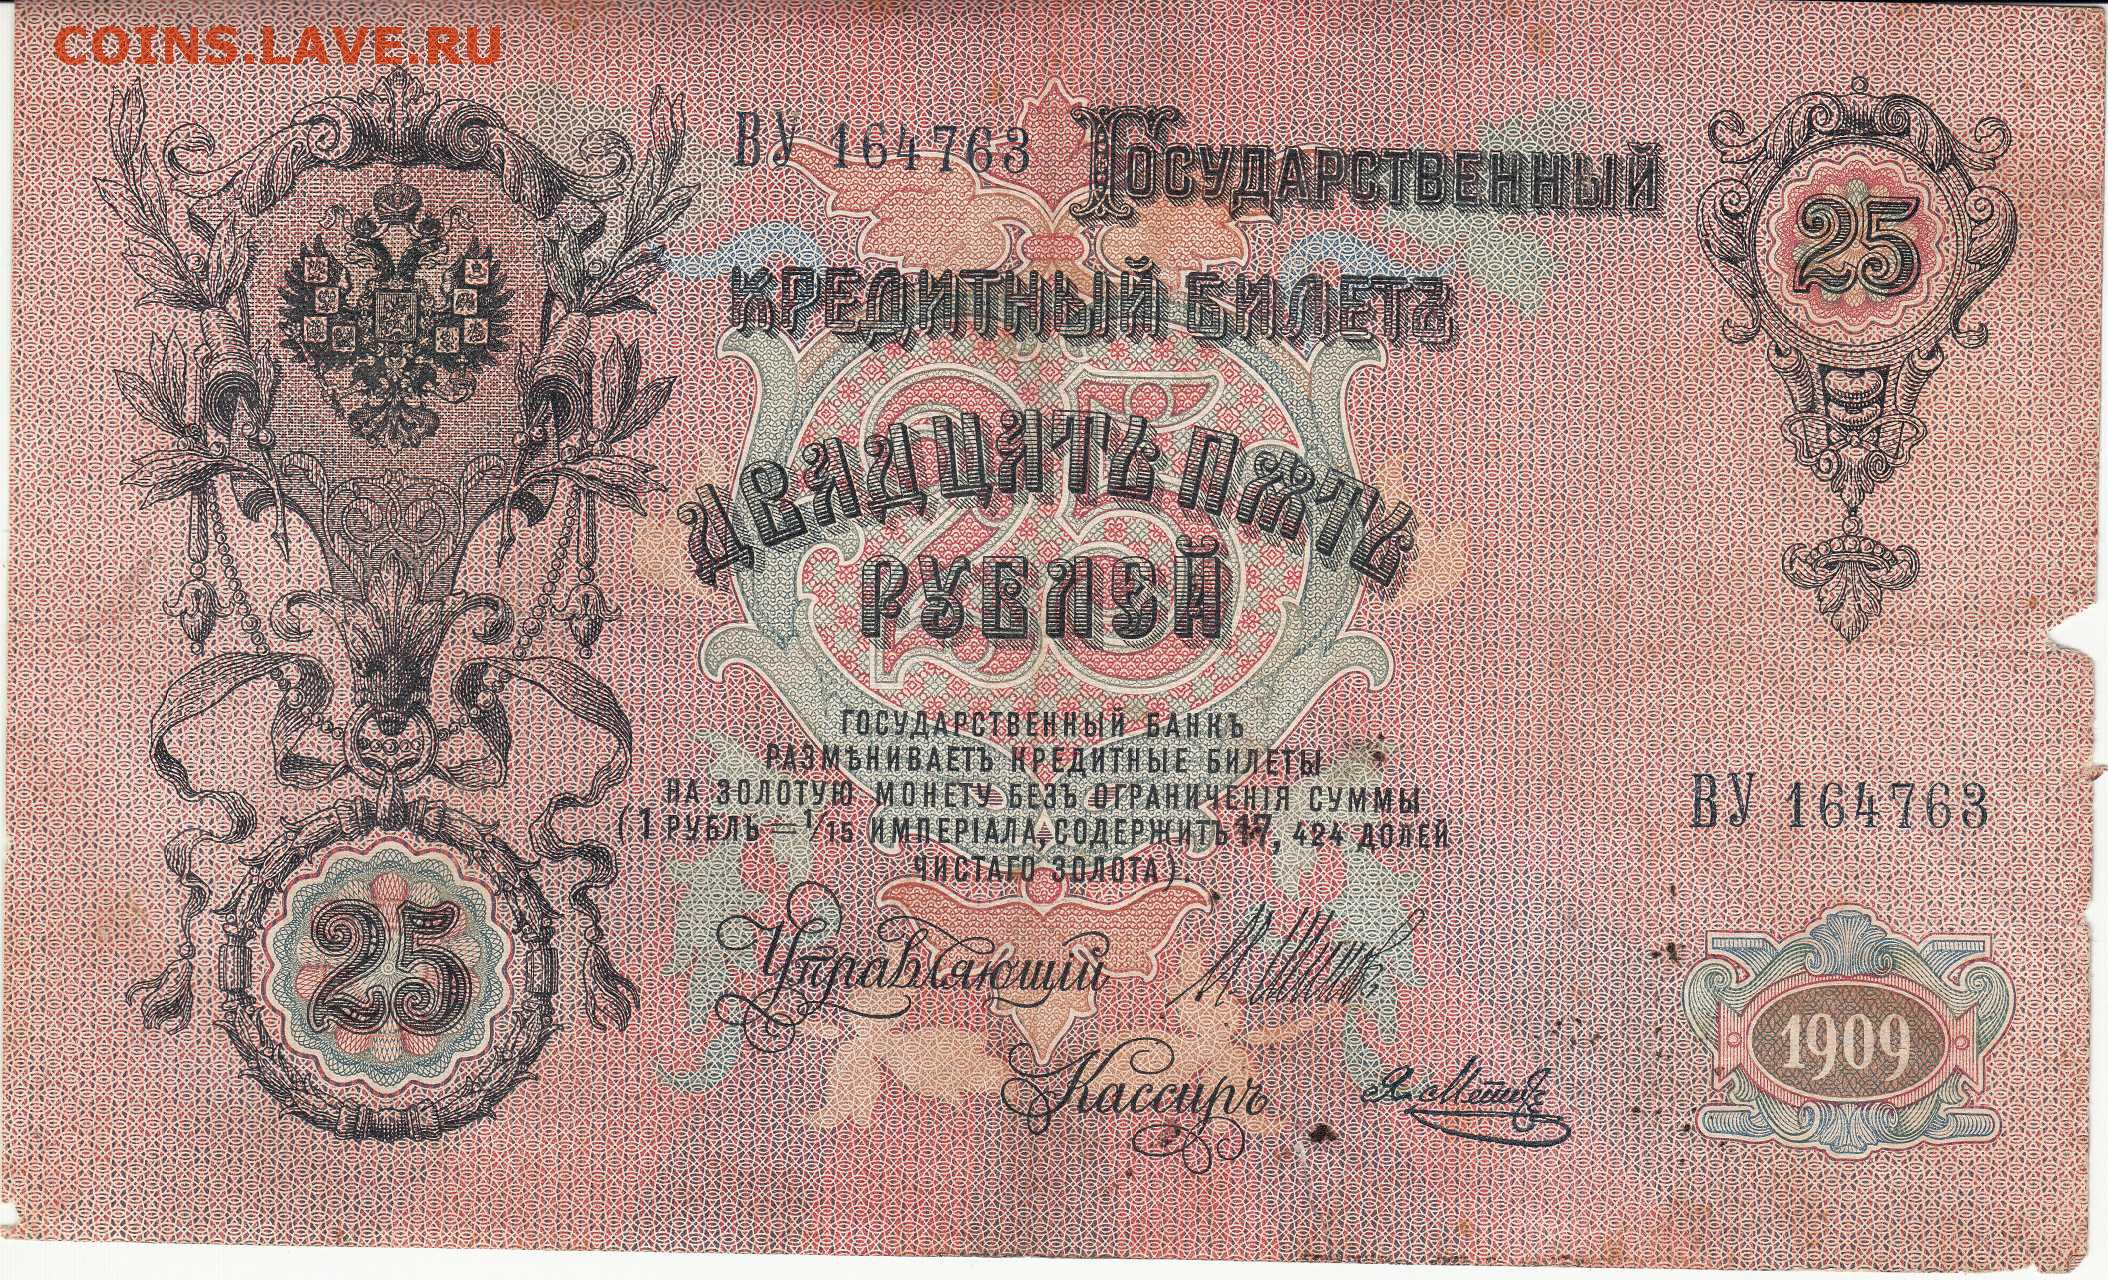 COINS.LAVE.RU
ВУ 164763
Государственный
25
КРЕДИТНЫЙ БИЛЕТЪ
25
ДВАДЦАТЬ ПЯТЬ
РУБЛЕЙ
ГОСУДАРСТВЕННЫЙ БАНКЪ
РАЗМѢНИВАЕТЪ КРЕДИТНЫЕ БИЛЕТЫ
НА ЗОЛОТУЮ МОНЕТУ БЕЗЪ ОГРАНИЧЕНІЯ СУММЫ
(1 РУБЛЬ = 1/15 ИМПЕРІАЛА, СОДЕРЖИТЪ 17, 424 ДОЛЕЙ
ЧИСТАГО ЗОЛОТА).
ВУ 164763
25
Управляющій
Кассиръ
1909